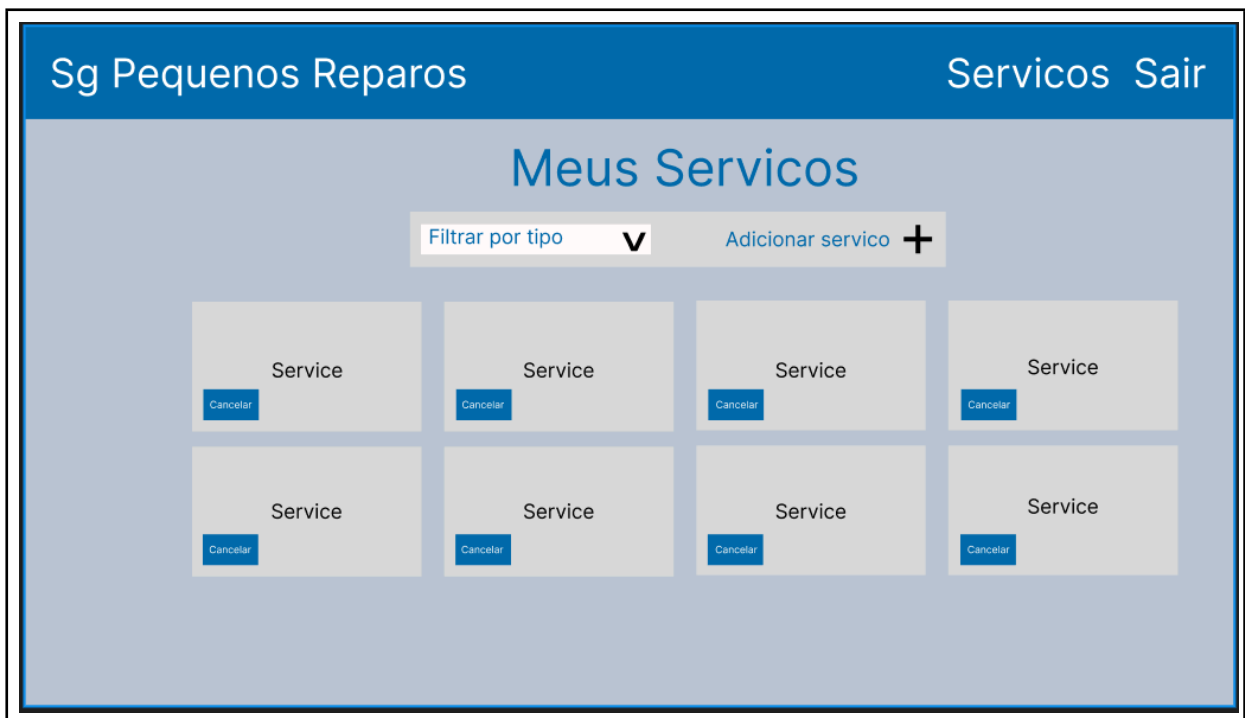 Sg Pequenos Reparos Servicos Sair
Meus Servicos
Filtrar por tipo V Adicionar servico +
Service Service Service Service
Cancelar Cancelar Cancelar Cancelar
Service Service Service Service
Cancelar Cancelar Cancelar Cancelar